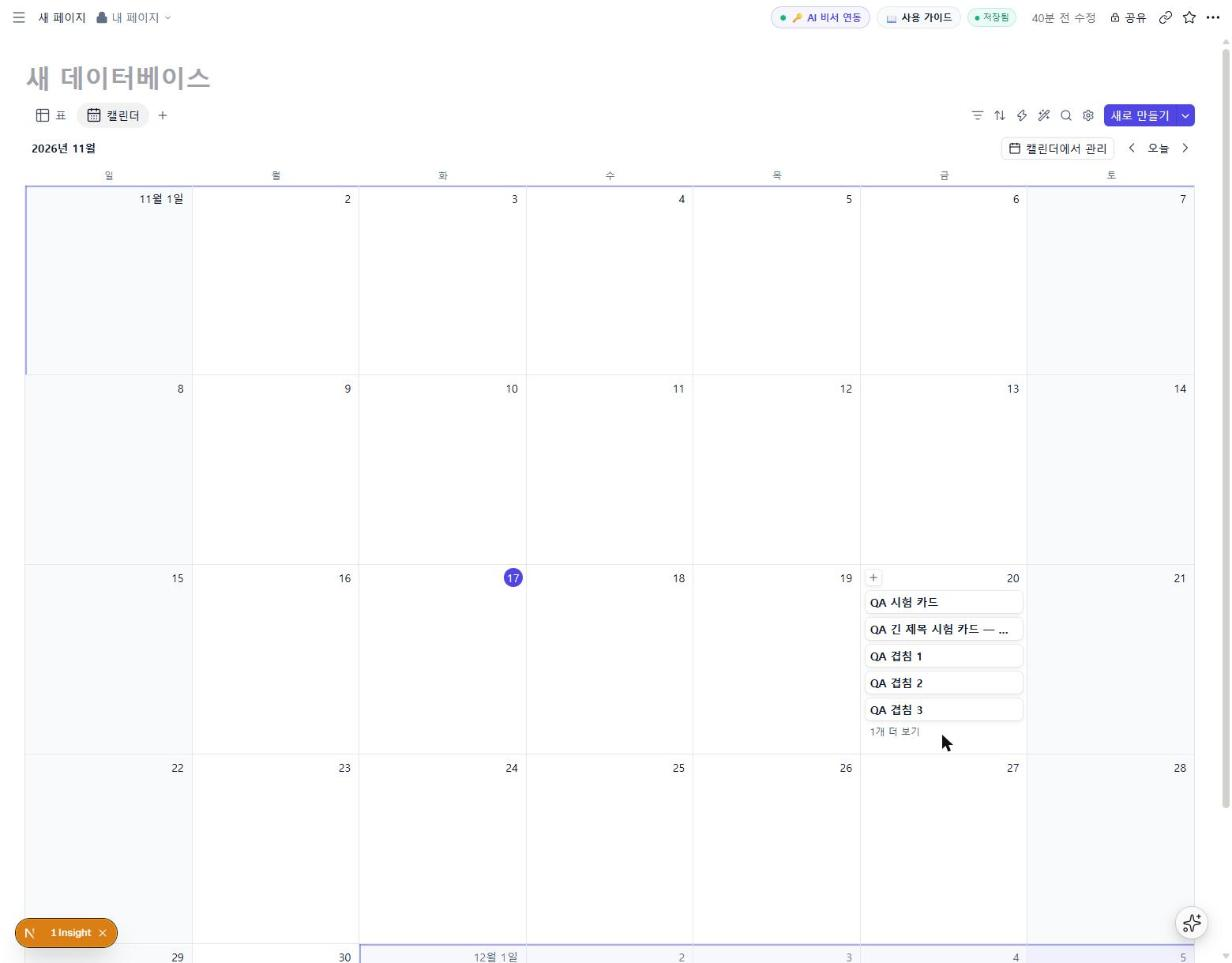 새 페이지 내 페이지 AI 비서 연동 사용 가이드 저장됨 40분 전 수정 공유
새 데이터베이스
표 캘린더 새로 만들기
2026년 11월 캘린더에서 관리 오늘
일 월 화 수 목 금 토
11월 1일 2 3 4 5 6 7
8 9 10 11 12 13 14
15 16 17 18 19 20 21
QA 시험 카드
QA 긴 제목 시험 카드 — ...
QA 겹침 1
QA 겹침 2
QA 겹침 3
1개 더 보기
22 23 24 25 26 27 28
N 1 Insight
29 30 12월 1일 2 3 4 5